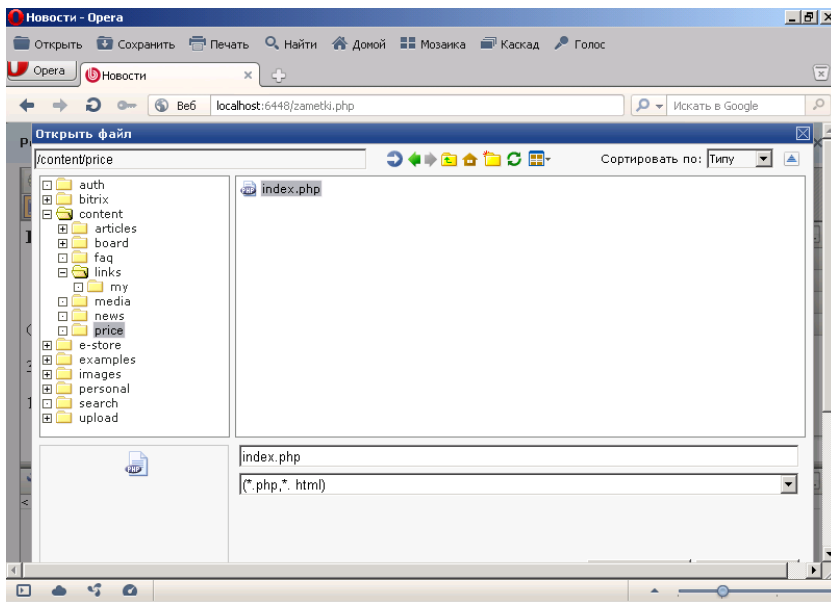 Новости - Opera
Открыть Сохранить Печать Найти Домой Мозаика Каскад Голос
Opera Новости
Веб localhost:6448/zametki.php Искать в Google
Открыть файл
/content/price Сортировать по: Типу
auth
bitrix
content
articles
board
faq
links
my
media
news
price
e-store
examples
images
personal
search
upload
index.php
index.php
(*.php,*. html)